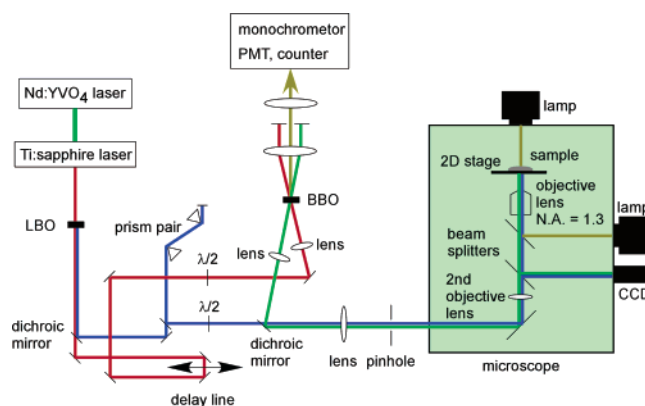 monochrometor
PMT, counter
Nd:YVO4 laser
Ti:sapphire laser
lamp
2D stage
sample
objective
lens
N.A. = 1.3
lamp
LBO
prism pair
BBO
lens
lens
beam
splitters
λ/2
λ/2
2nd
objective
lens
CCD
dichroic
mirror
dichroic
mirror
lens
pinhole
delay line
microscope